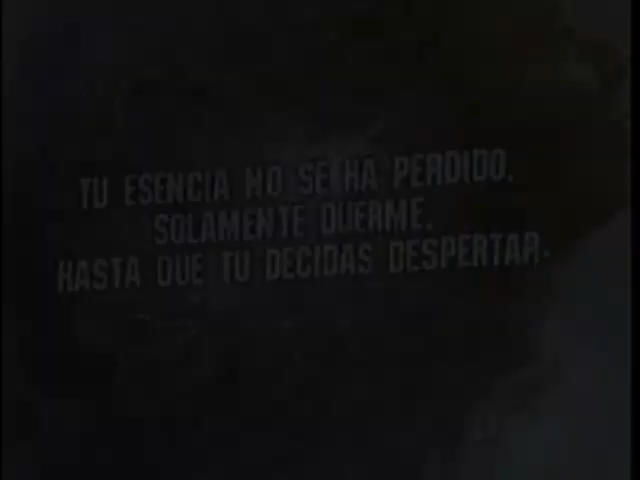 TU ESENCIA NO SE HA PERDIDO.
SOLAMENTE DUERME.
HASTA QUE TU DECIDAS DESPERTAR.